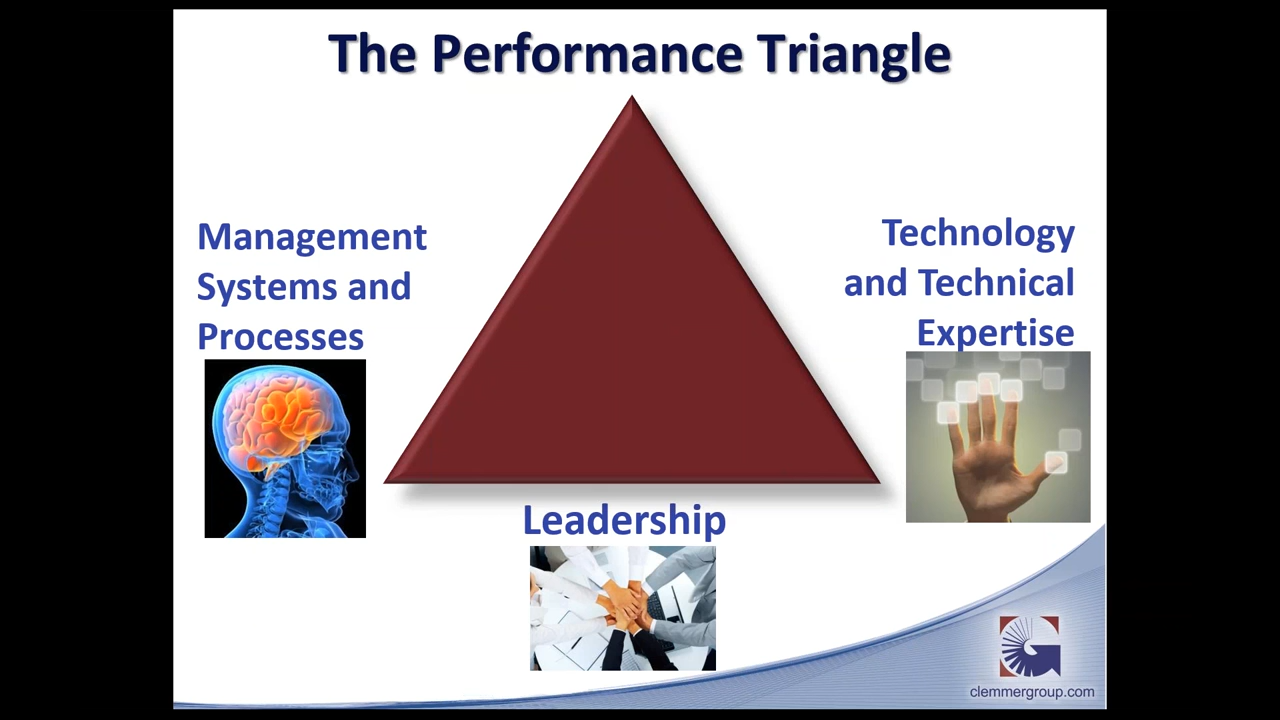 The Performance Triangle
Management
Systems and
Processes
Technology
and Technical
Expertise
Leadership
clemmergroup.com